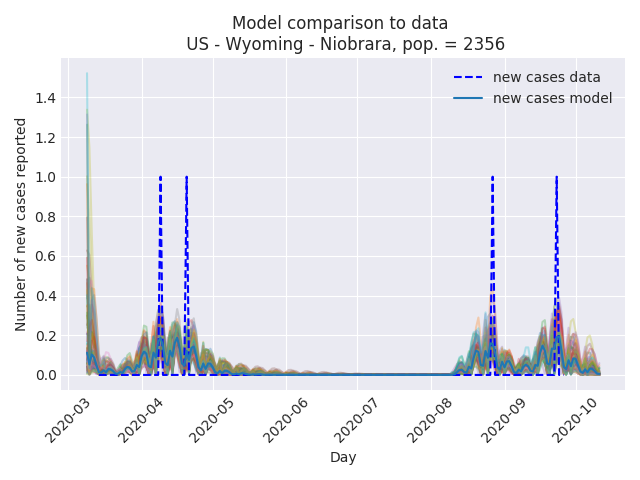 Model comparison to data
US - Wyoming - Niobrara, pop. = 2356
new cases data
new cases model
Number of new cases reported
1.4
1.2
1.0
0.8
0.6
0.4
0.2
0.0
2020-03
2020-04
2020-05
2020-06
2020-07
2020-08
2020-09
2020-10
Day